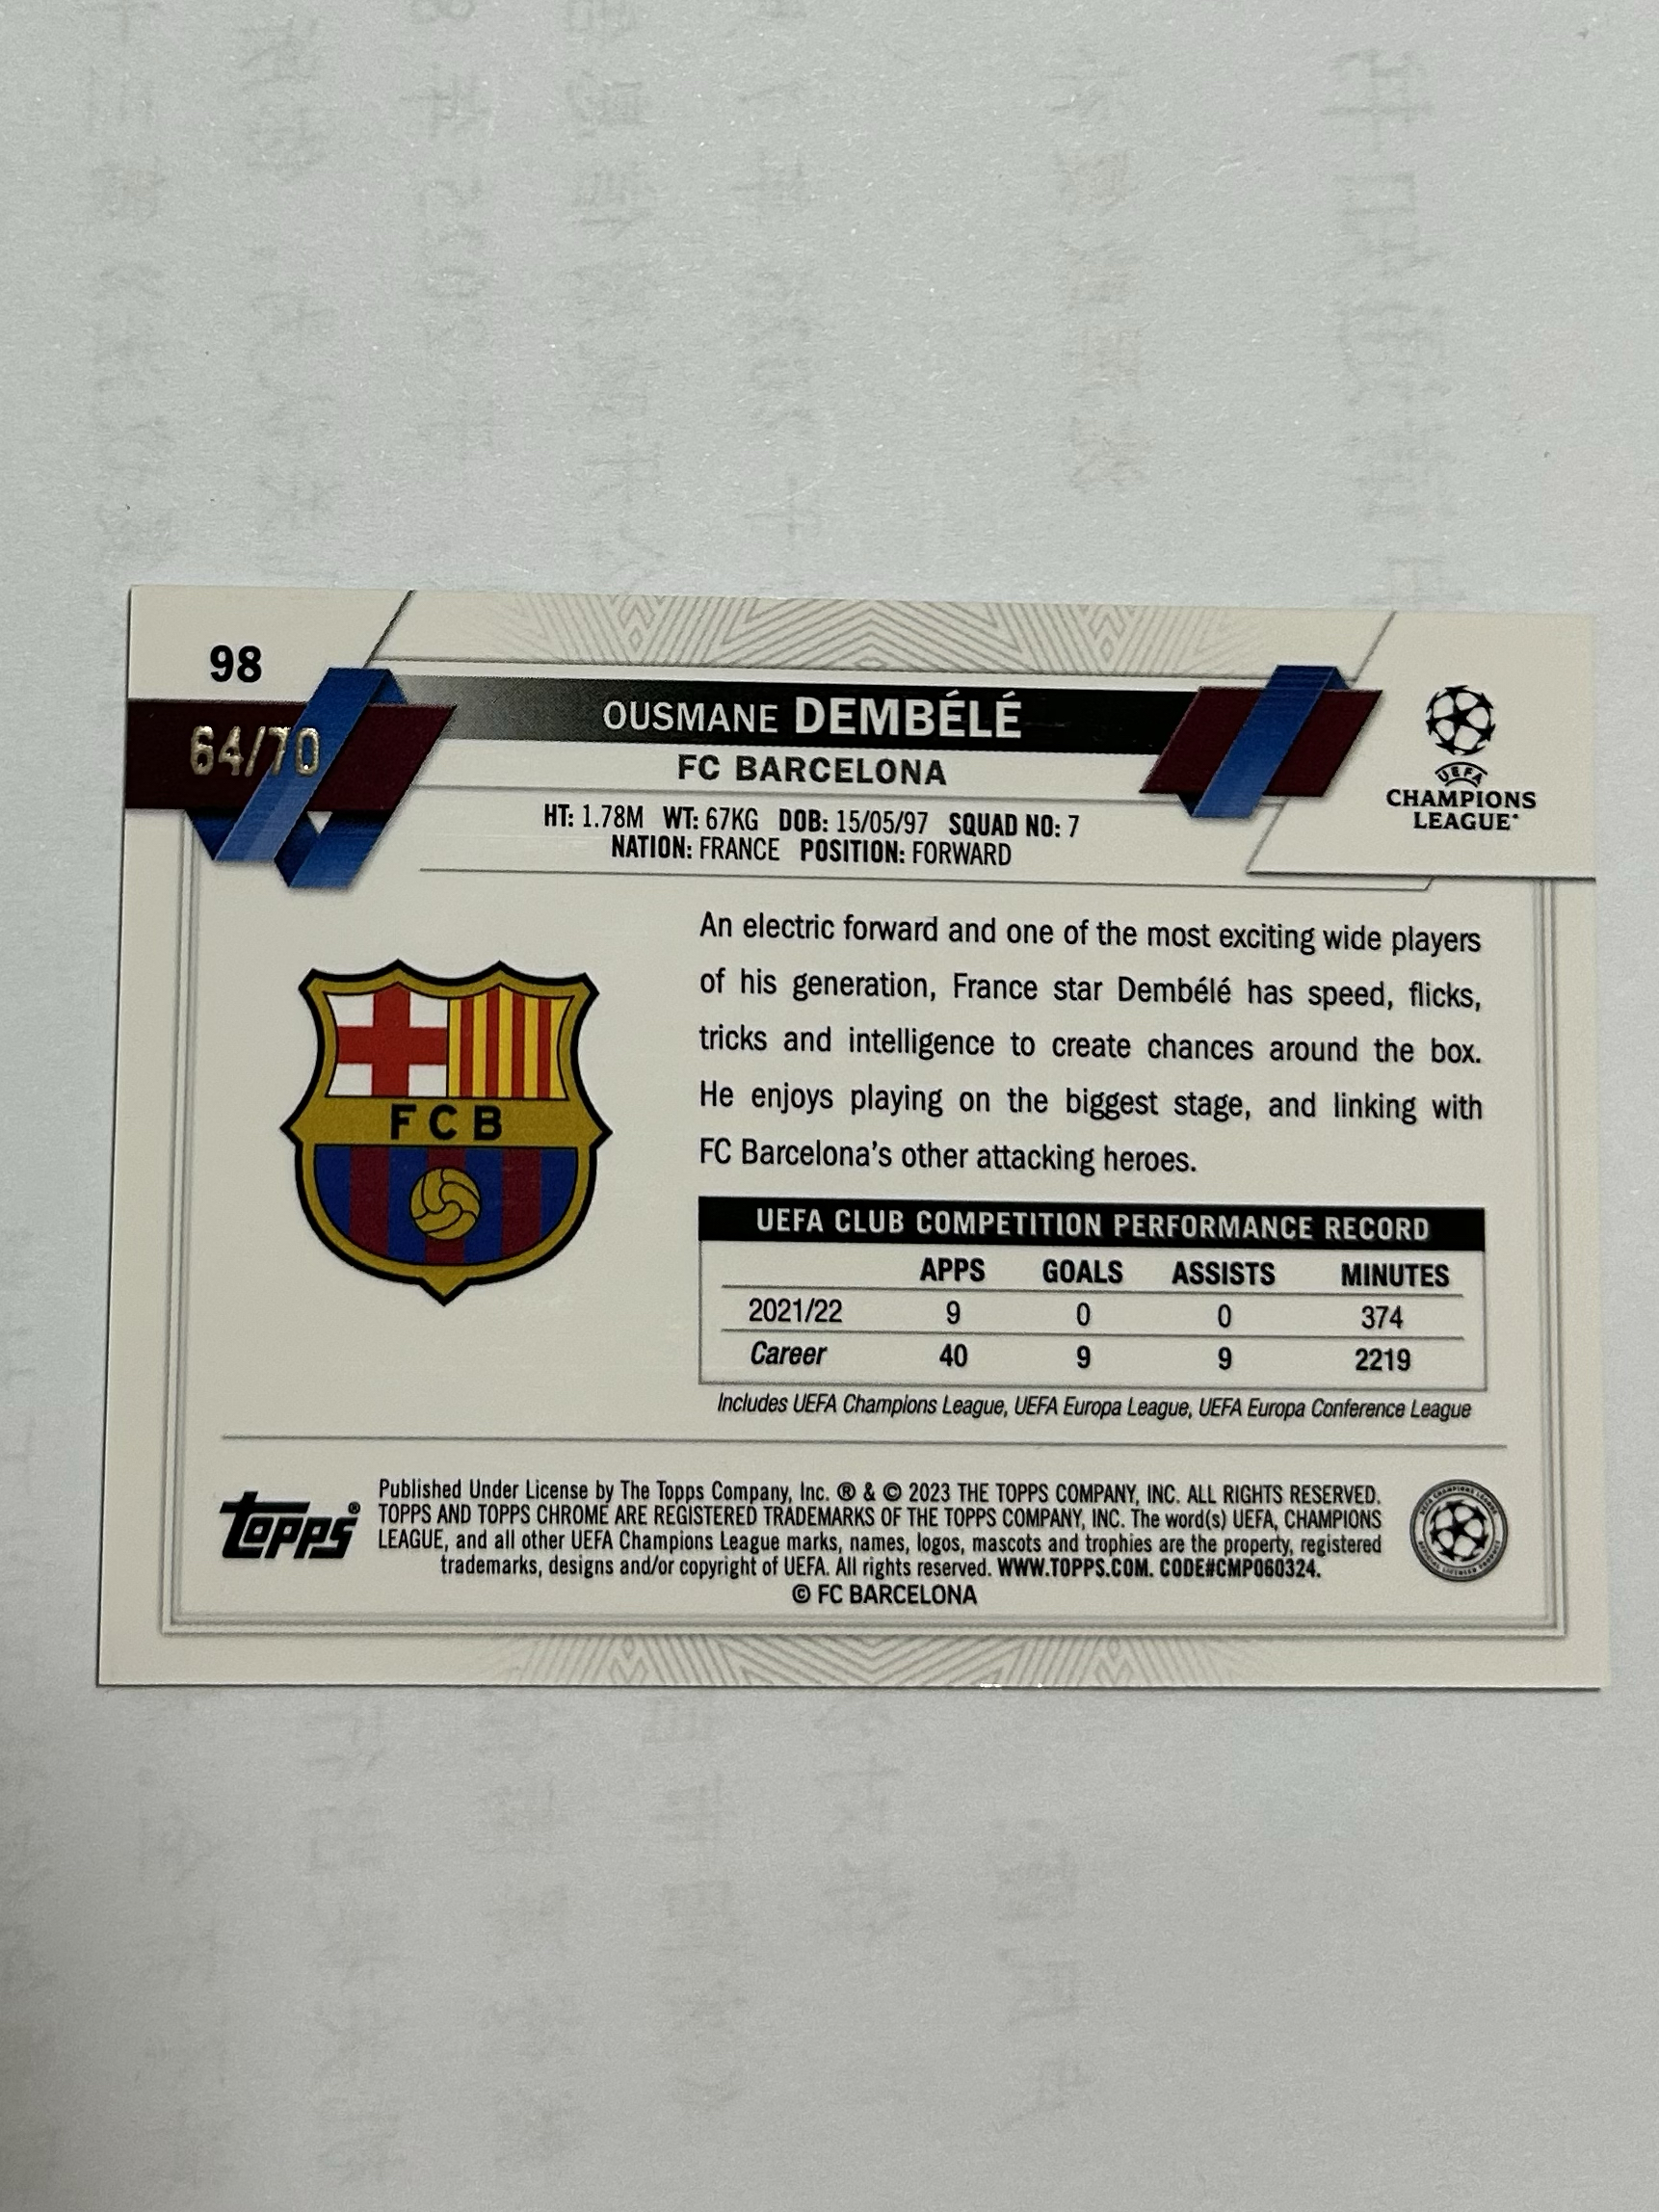 98
64/70
OUSMANE DEMBÉLÉ
FC BARCELONA
HT: 1.78M WT: 67KG DOB: 15/05/97 SQUAD NO: 7
NATION: FRANCE POSITION: FORWARD
UEFA
CHAMPIONS
LEAGUE
An electric forward and one of the most exciting wide players
of his generation, France star Dembélé has speed, flicks,
tricks and intelligence to create chances around the box.
He enjoys playing on the biggest stage, and linking with
FC Barcelona's other attacking heroes.
FCB
UEFA CLUB COMPETITION PERFORMANCE RECORD
APPS GOALS ASSISTS MINUTES
2021/22 9 0 0 374
Career 40 9 9 2219
Includes UEFA Champions League, UEFA Europa League, UEFA Europa Conference League
topps®
Published Under License by The Topps Company, Inc. ® & © 2023 THE TOPPS COMPANY, INC. ALL RIGHTS RESERVED.
TOPPS AND TOPPS CHROME ARE REGISTERED TRADEMARKS OF THE TOPPS COMPANY, INC. The word(s) UEFA, CHAMPIONS
LEAGUE, and all other UEFA Champions League marks, names, logos, mascots and trophies are the property, registered
trademarks, designs and/or copyright of UEFA. All rights reserved. WWW.TOPPS.COM. CODE#CMP060324.
© FC BARCELONA